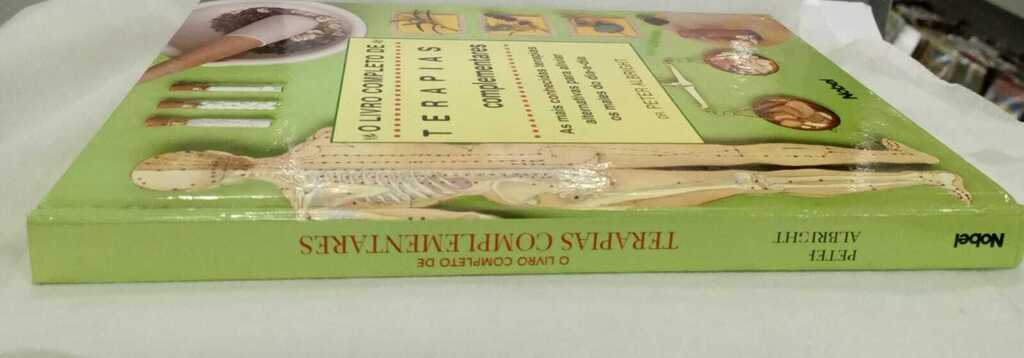 O LIVRO COMPLETO DE
TERAPIAS
complementares
As mais conhecidas terapias
alternativas para aliviar
os males do dia-a-dia
DR. PETER ALBRIGHT
Nobel
O LIVRO COMPLETO DE
TERAPIAS COMPLEMENTARES
PETER
ALBRIGHT
Nobel